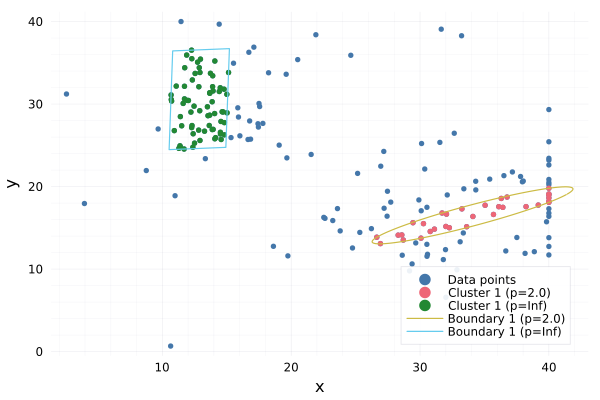 40
30
20
10
0
y
10
20
30
40
x
Data points
Cluster 1 (p=2.0)
Cluster 1 (p=Inf)
Boundary 1 (p=2.0)
Boundary 1 (p=Inf)